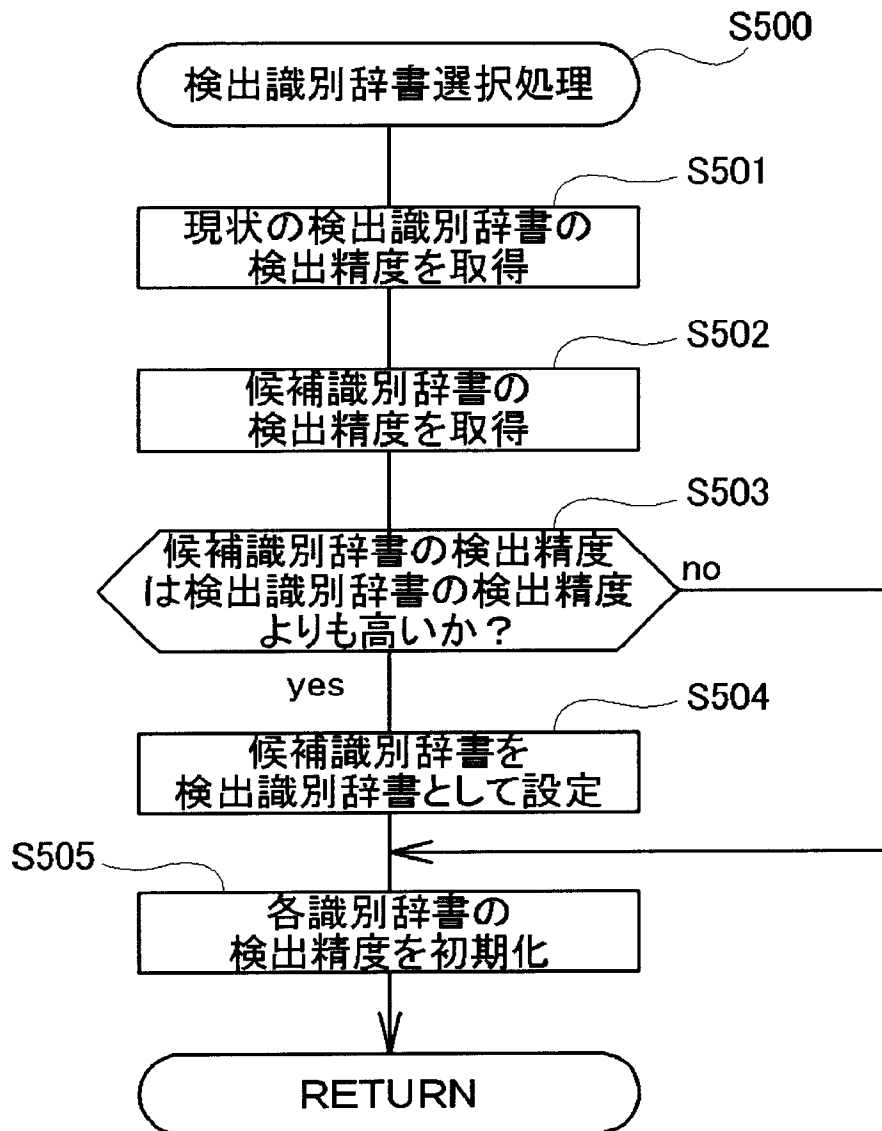 S500
検出識別辞書選択処理
S501
現状の検出識別辞書の
検出精度を取得
S502
候補識別辞書の
検出精度を取得
S503
候補識別辞書の検出精度
は検出識別辞書の検出精度
よりも高いか？
no
yes
S504
候補識別辞書を
検出識別辞書として設定
S505
各識別辞書の
検出精度を初期化
RETURN